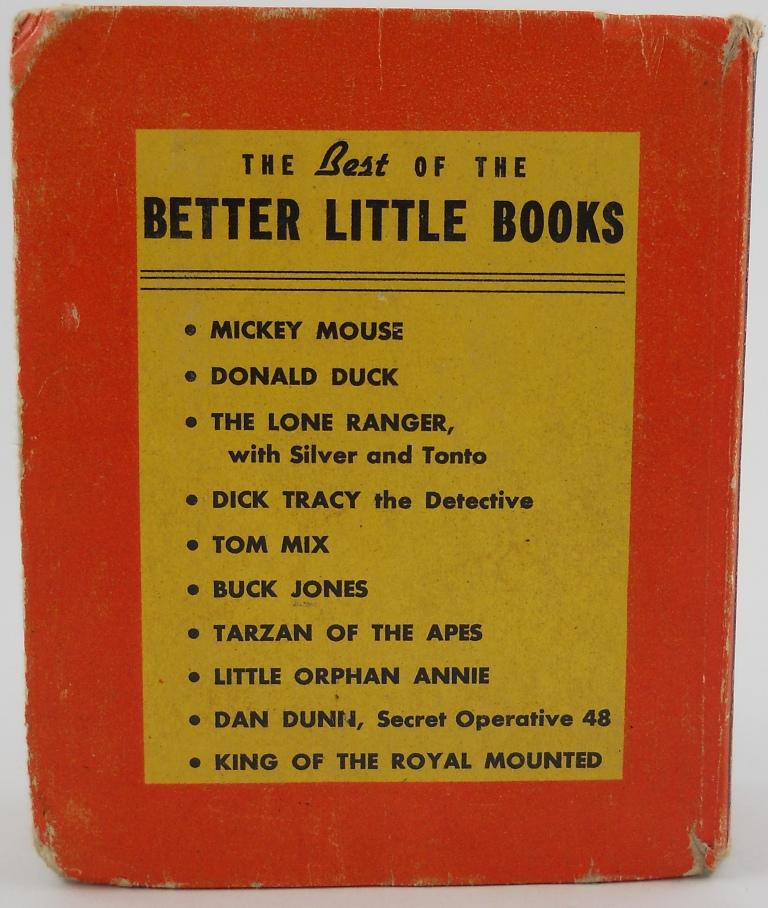 THE Best OF THE
BETTER LITTLE BOOKS
• MICKEY MOUSE
• DONALD DUCK
• THE LONE RANGER,
with Silver and Tonto
• DICK TRACY the Detective
• TOM MIX
• BUCK JONES
• TARZAN OF THE APES
• LITTLE ORPHAN ANNIE
• DAN DUNN, Secret Operative 48
• KING OF THE ROYAL MOUNTED